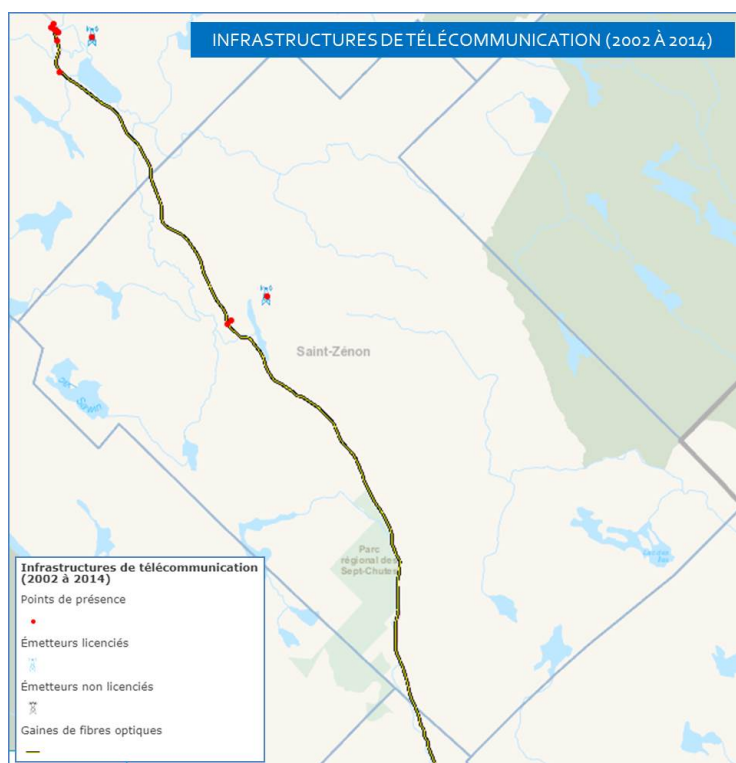 INFRASTRUCTURES DE TÉLÉCOMMUNICATION (2002 À 2014)
Saint-Zénon
Parc
régional des
Sept-Chutes
Infrastructures de télécommunication
(2002 à 2014)
Points de présence
Émetteurs licenciés
Émetteurs non licenciés
Gaines de fibres optiques